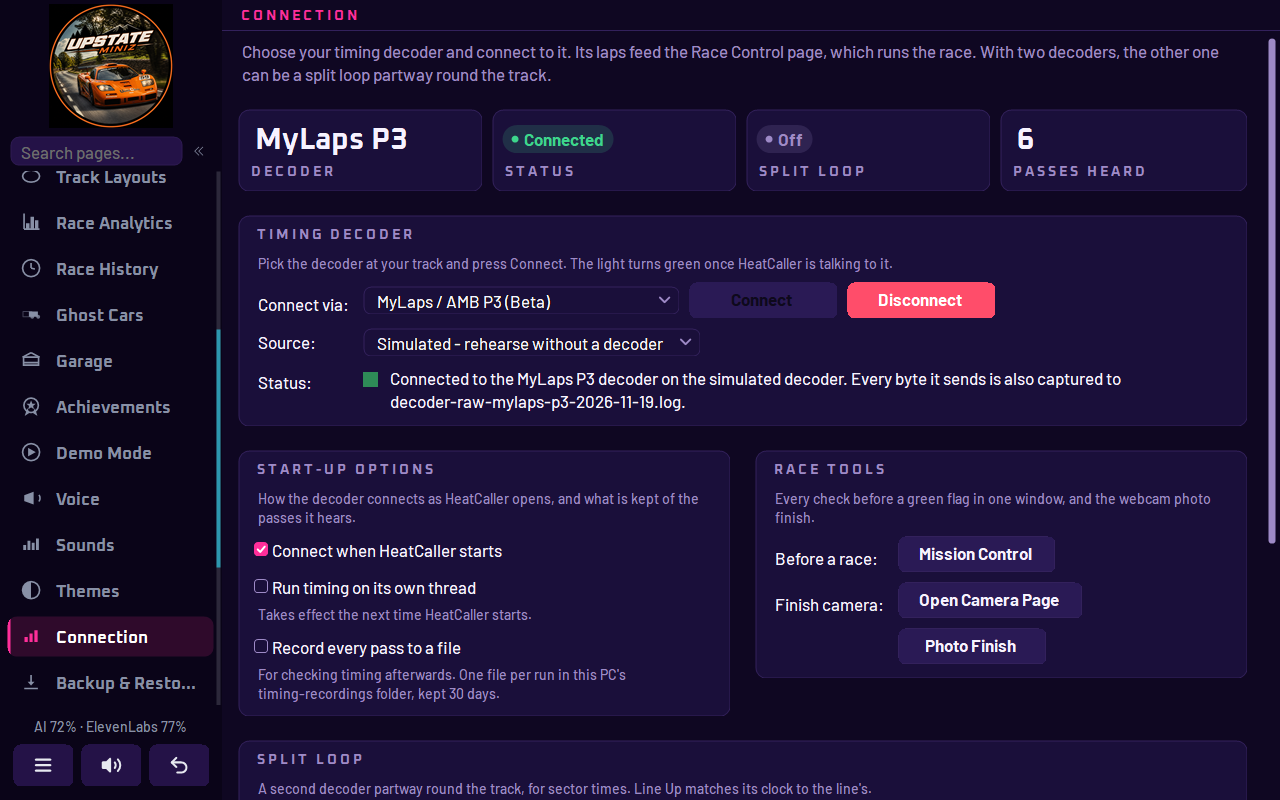 UPSTATE
MINIZ
Search pages...
Track Layouts
Race Analytics
Race History
Ghost Cars
Garage
Achievements
Demo Mode
Voice
Sounds
Themes
Connection
Backup & Resto...
AI 72% · ElevenLabs 77%
CONNECTION
Choose your timing decoder and connect to it. Its laps feed the Race Control page, which runs the race. With two decoders, the other one
can be a split loop partway round the track.
MyLaps P3
DECODER
Connected
STATUS
Off
SPLIT LOOP
6
PASSES HEARD
TIMING DECODER
Pick the decoder at your track and press Connect. The light turns green once HeatCaller is talking to it.
Connect via: MyLaps / AMB P3 (Beta) Connect Disconnect
Source: Simulated - rehearse without a decoder
Status: Connected to the MyLaps P3 decoder on the simulated decoder. Every byte it sends is also captured to
decoder-raw-mylaps-p3-2026-11-19.log.
START-UP OPTIONS
How the decoder connects as HeatCaller opens, and what is kept of the
passes it hears.
Connect when HeatCaller starts
Run timing on its own thread
Takes effect the next time HeatCaller starts.
Record every pass to a file
For checking timing afterwards. One file per run in this PC's
timing-recordings folder, kept 30 days.
RACE TOOLS
Every check before a green flag in one window, and the webcam photo
finish.
Before a race: Mission Control
Finish camera: Open Camera Page
Photo Finish
SPLIT LOOP
A second decoder partway round the track, for sector times. Line Up matches its clock to the line's.